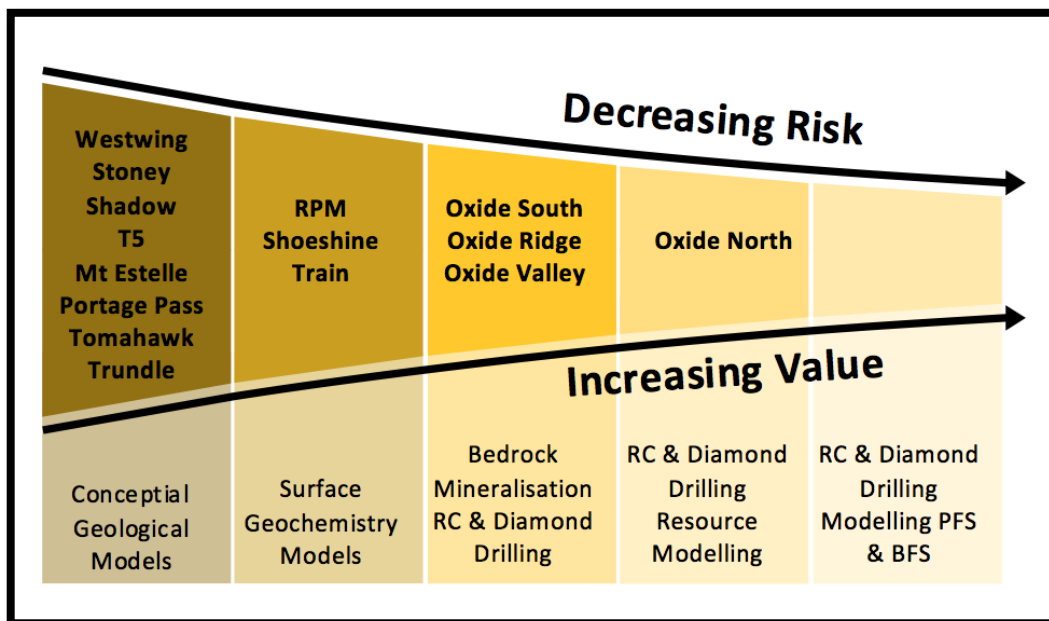 Decreasing Risk
Westwing
Stoney
Shadow
T5
Mt Estelle
Portage Pass
Tomahawk
Trundle
RPM
Shoeshine
Train
Oxide South
Oxide Ridge
Oxide Valley
Oxide North
Increasing Value
Conceptial
Geological
Models
Surface
Geochemistry
Models
Bedrock
Mineralisation
RC & Diamond
Drilling
RC & Diamond
Drilling
Resource
Modelling
RC & Diamond
Drilling
Modelling PFS
& BFS